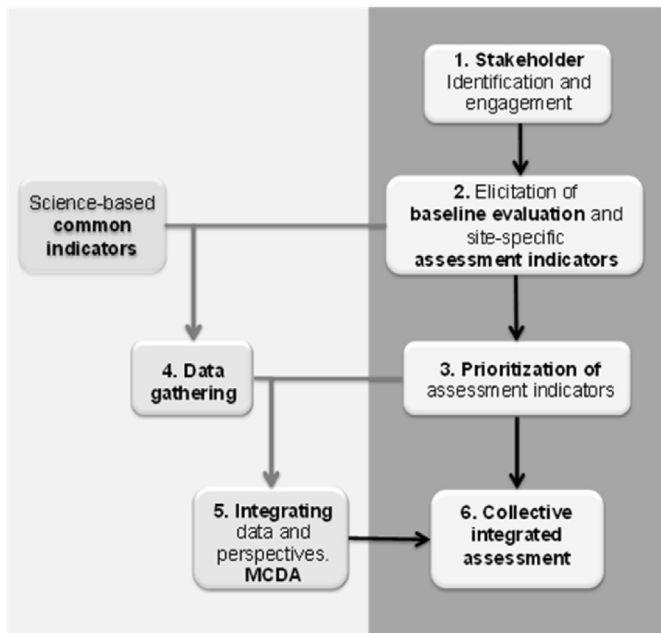 1. Stakeholder
Identification and
engagement
Science-based
common
indicators
2. Elicitation of
baseline evaluation and
site-specific
assessment indicators
4. Data
gathering
3. Prioritization of
assessment indicators
5. Integrating
data and
perspectives.
MCDA
6. Collective
integrated
assessment